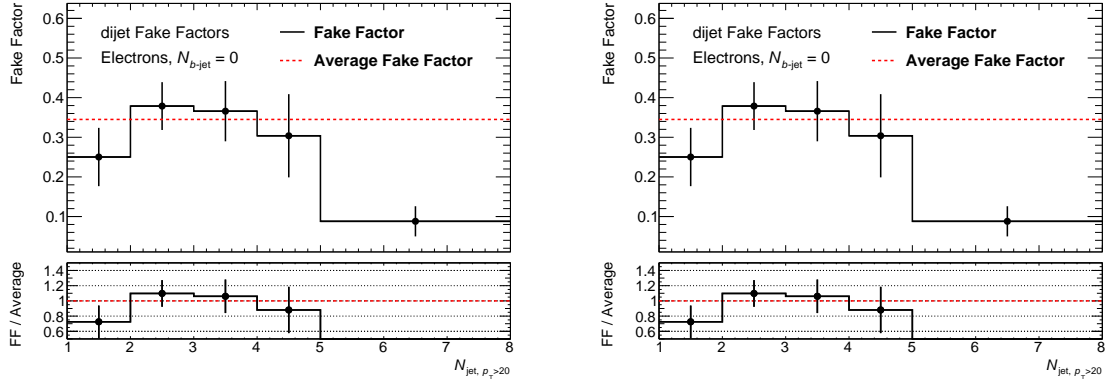 Fake Factor
0.6
0.5
0.4
0.3
0.2
0.1
dijet Fake Factors
Electrons, N_b-jet = 0
Fake Factor
Average Fake Factor
FF / Average
1.4
1.2
1
0.8
0.6
1 2 3 4 5 6 7 8
N_jet, p_T>20
Fake Factor
0.6
0.5
0.4
0.3
0.2
0.1
dijet Fake Factors
Electrons, N_b-jet = 0
Fake Factor
Average Fake Factor
FF / Average
1.4
1.2
1
0.8
0.6
1 2 3 4 5 6 7 8
N_jet, p_T>20